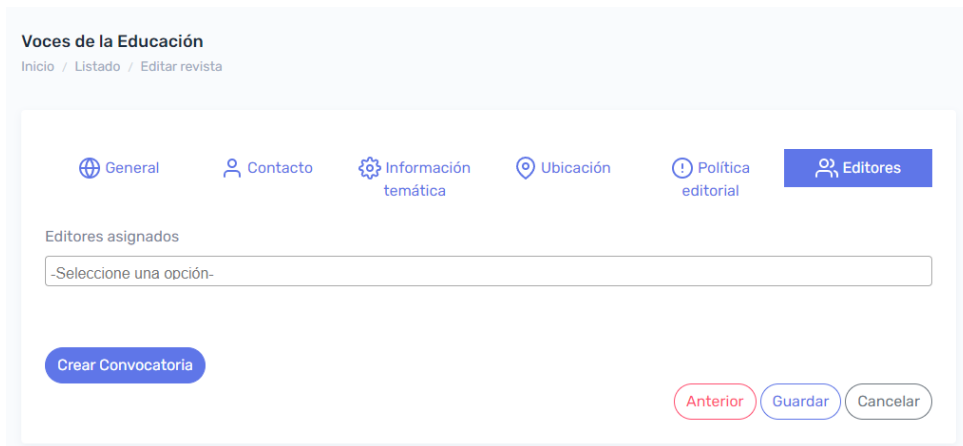 Voces de la Educación
Inicio / Listado / Editar revista
General
Contacto
Información
temática
Ubicación
Política
editorial
Editores
Editores asignados
-Seleccione una opción-
Crear Convocatoria
Anterior
Guardar
Cancelar